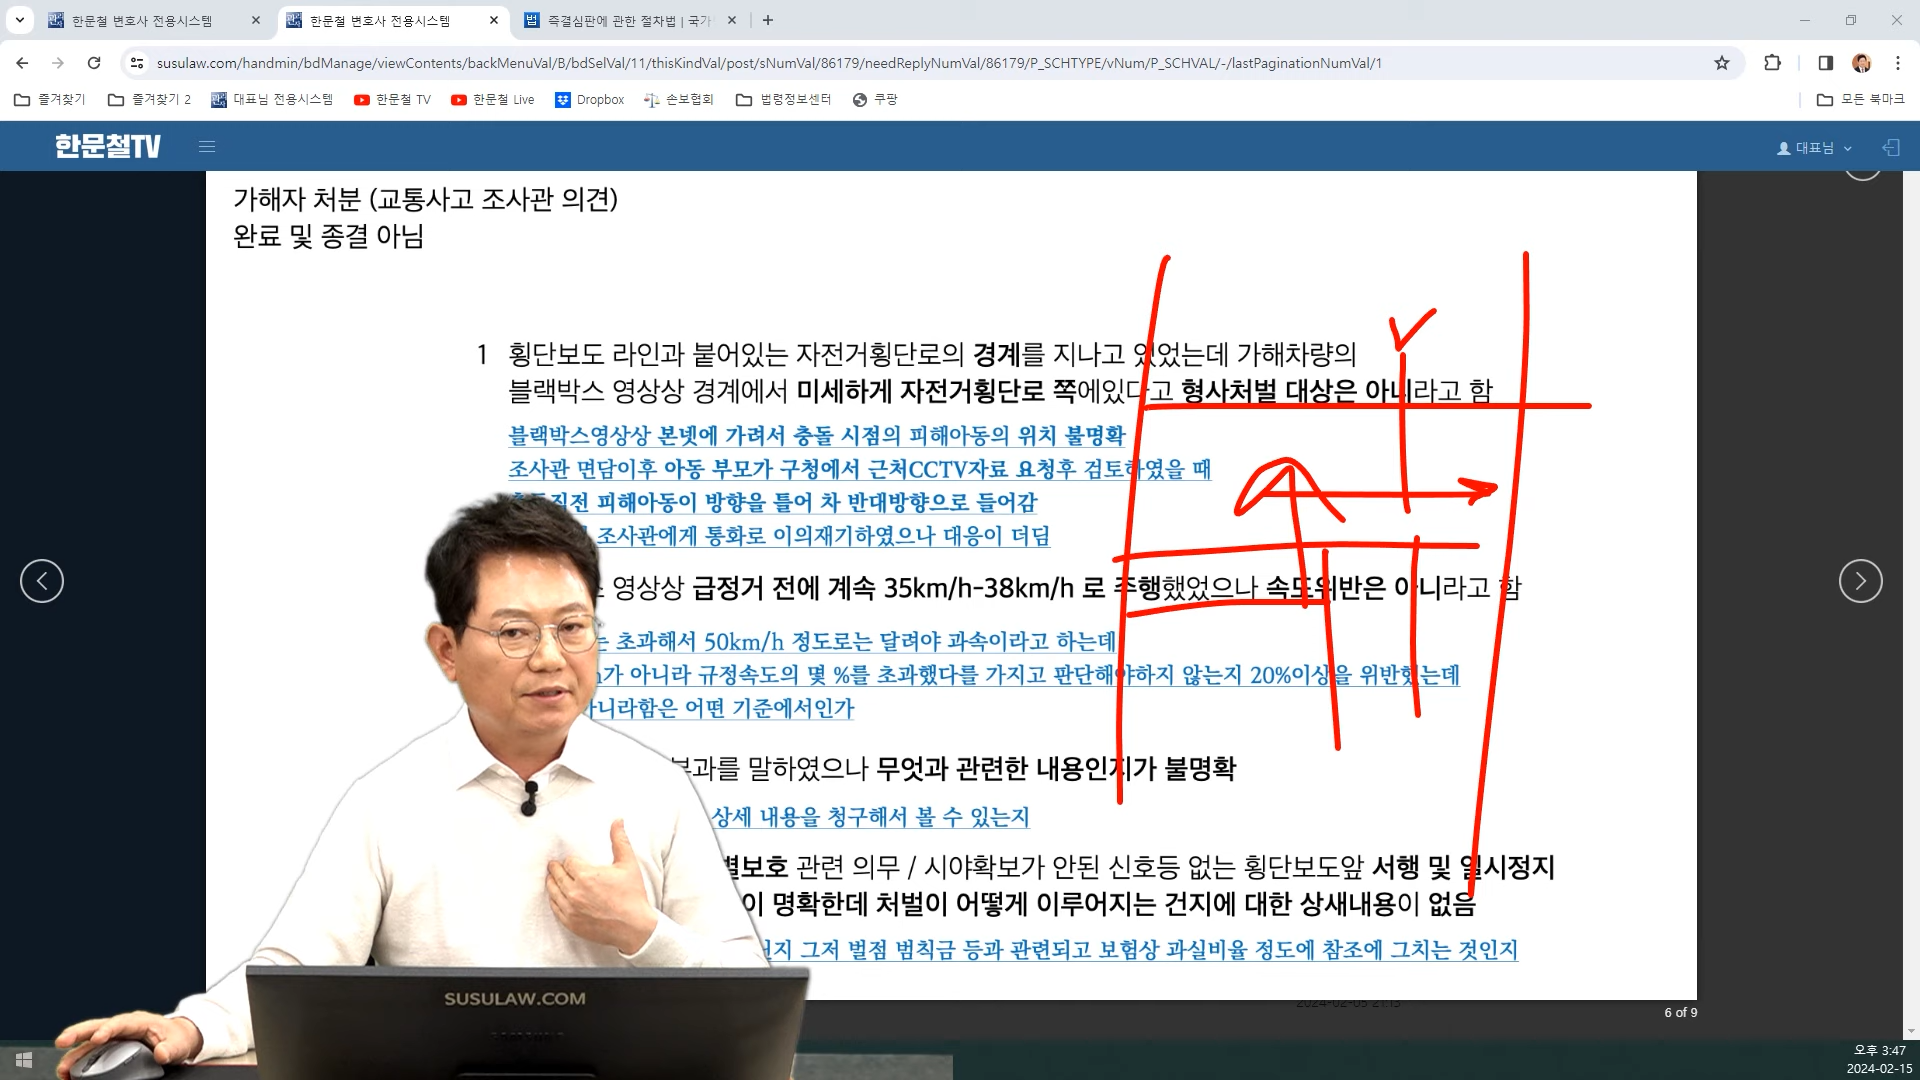 한문철 변호사 전용시스템
한문철 변호사 전용시스템
즉결심판에 관한 절차법 | 국가
susulaw.com/handmin/bdManage/viewContents/backMenuVal/B/bdSelVal/11/thisKindVal/post/sNumVal/86179/needReplyNumVal/86179/P_SCHTYPE/vNum/P_SCHVAL/-/lastPaginationNumVal/1
즐겨찾기 즐겨찾기 2 대표님 전용시스템 한문철 TV 한문철 Live Dropbox 손보협회 법령정보센터 쿠팡 모든 북마크
한문철TV 대표님
가해자 처분 (교통사고 조사관 의견)
완료 및 종결 아님
1 횡단보도 라인과 붙어있는 자전거횡단로의 경계를 지나고 있었는데 가해차량의
블랙박스 영상상 경계에서 미세하게 자전거횡단로 쪽에있다고 형사처벌 대상은 아니라고 함
블랙박스영상상 본넷에 가려서 충돌 시점의 피해아동의 위치 불명확
조사관 면담이후 아동 부모가 구청에서 근처CCTV자료 요청후 검토하였을 때
충돌직전 피해아동이 방향을 틀어 차 반대방향으로 들어감
조사관에게 통화로 이의재기하였으나 대응이 더딤
영상상 급정거 전에 계속 35km/h-38km/h 로 주행했었으나 속도위반은 아니라고 함
초과해서 50km/h 정도로는 달려야 과속이라고 하는데
가 아니라 규정속도의 몇 %를 초과했다를 가지고 판단해야하지 않는지 20%이상을 위반했는데
아니라함은 어떤 기준에서인가
부과를 말하였으나 무엇과 관련한 내용인지가 불명확
상세 내용을 청구해서 볼 수 있는지
별보호 관련 의무 / 시야확보가 안된 신호등 없는 횡단보도앞 서행 및 일시정지
이 명확한데 처벌이 어떻게 이루어지는 건지에 대한 상새내용이 없음
그저 벌점 범칙금 등과 관련되고 보험상 과실비율 정도에 참조에 그치는 것인지
6 of 9
SUSULAW.COM
오후 3:47
2024-02-15